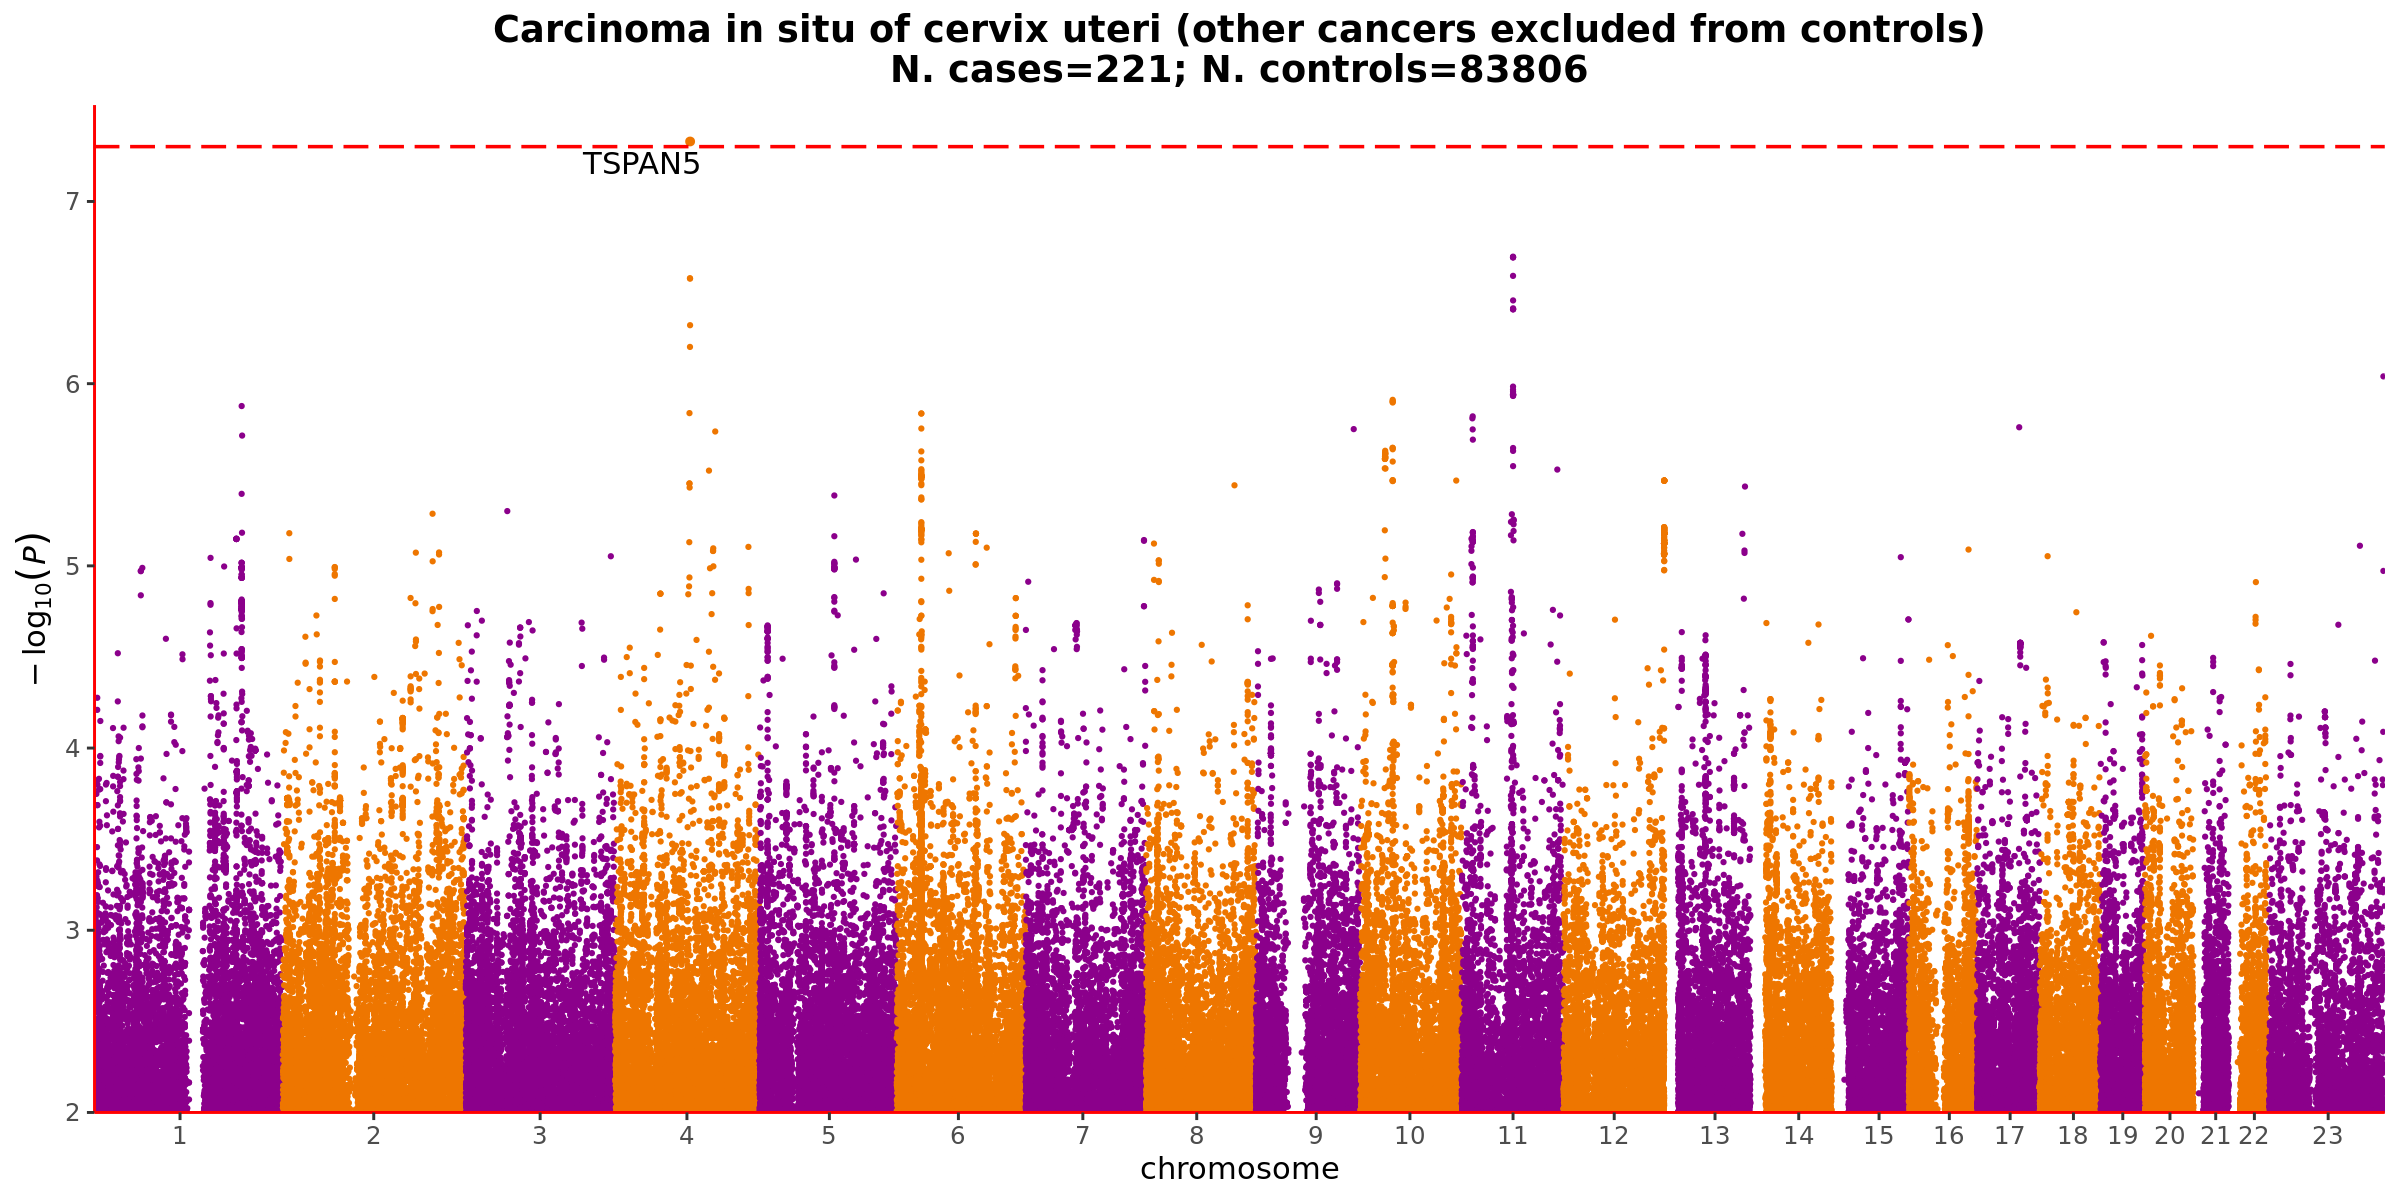 Carcinoma in situ of cervix uteri (other cancers excluded from controls)
N. cases=221; N. controls=83806
TSPAN5
7
6
5
4
3
2
− log10(P)
1 2 3 4 5 6 7 8 9 10 11 12 13 14 15 16 17 18 19 20 21 22 23
chromosome